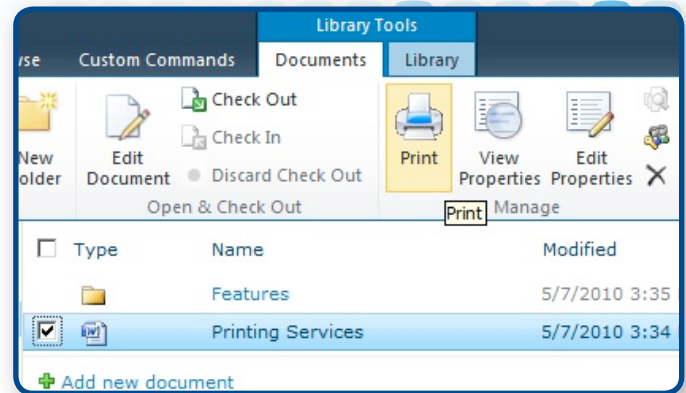 Library Tools
Custom Commands Documents Library
Check Out
Check In
Discard Check Out
New
Edit
Document
Print
View
Properties
Edit
Properties
Open & Check Out
Manage
Print
Type Name Modified
Features 5/7/2010 3:35
Printing Services 5/7/2010 3:34
Add new document